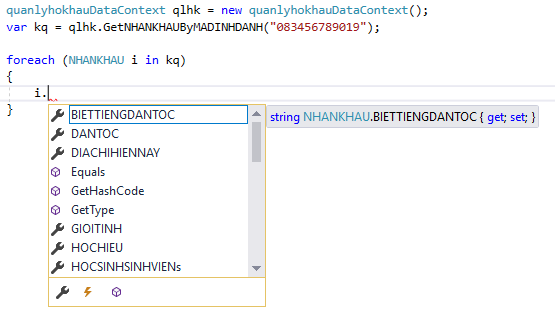 quanlyhokhauDataContext qlhk = new quanlyhokhauDataContext();
var kq = qlhk.GetNHANKHAUByMADINHDANH("083456789019");
foreach (NHANKHAU i in kq)
{
i.
BIETTIENGDANTOC
string NHANKHAU.BIETTIENGDANTOC { get; set; }
DANTOC
DIACHIHIENNAY
Equals
GetHashCode
GetType
GIOITINH
HOCHIEU
HOCSINHSINHVIENs
}